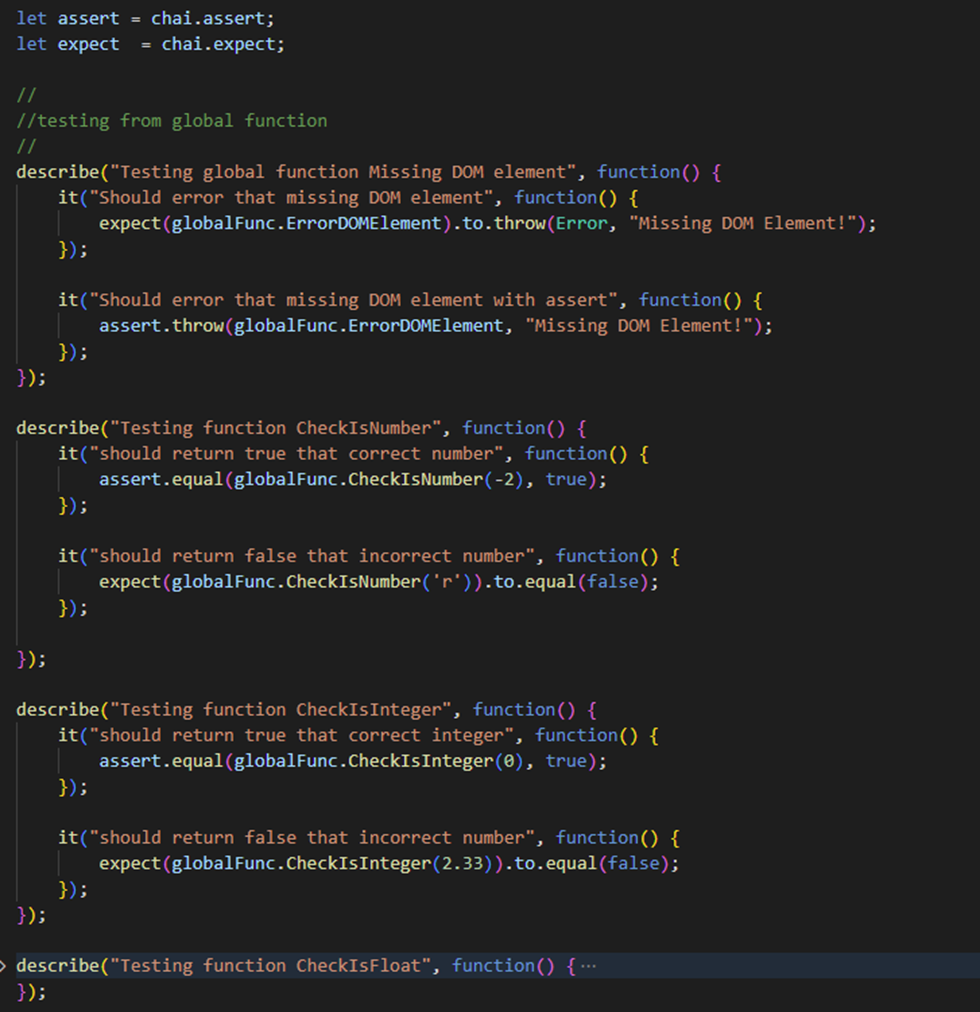 let assert = chai.assert;
let expect  = chai.expect;

//
//testing from global function
//
describe("Testing global function Missing DOM element", function() {
    it("Should error that missing DOM element", function() {
        expect(globalFunc.ErrorDOMElement).to.throw(Error, "Missing DOM Element!");
    });

    it("Should error that missing DOM element with assert", function() {
        assert.throw(globalFunc.ErrorDOMElement, "Missing DOM Element!");
    });
});

describe("Testing function CheckIsNumber", function() {
    it("should return true that correct number", function() {
        assert.equal(globalFunc.CheckIsNumber(-2), true);
    });

    it("should return false that incorrect number", function() {
        expect(globalFunc.CheckIsNumber('r')).to.equal(false);
    });

});

describe("Testing function CheckIsInteger", function() {
    it("should return true that correct integer", function() {
        assert.equal(globalFunc.CheckIsInteger(0), true);
    });

    it("should return false that incorrect number", function() {
        expect(globalFunc.CheckIsInteger(2.33)).to.equal(false);
    });
});

describe("Testing function CheckIsFloat", function() {···
});